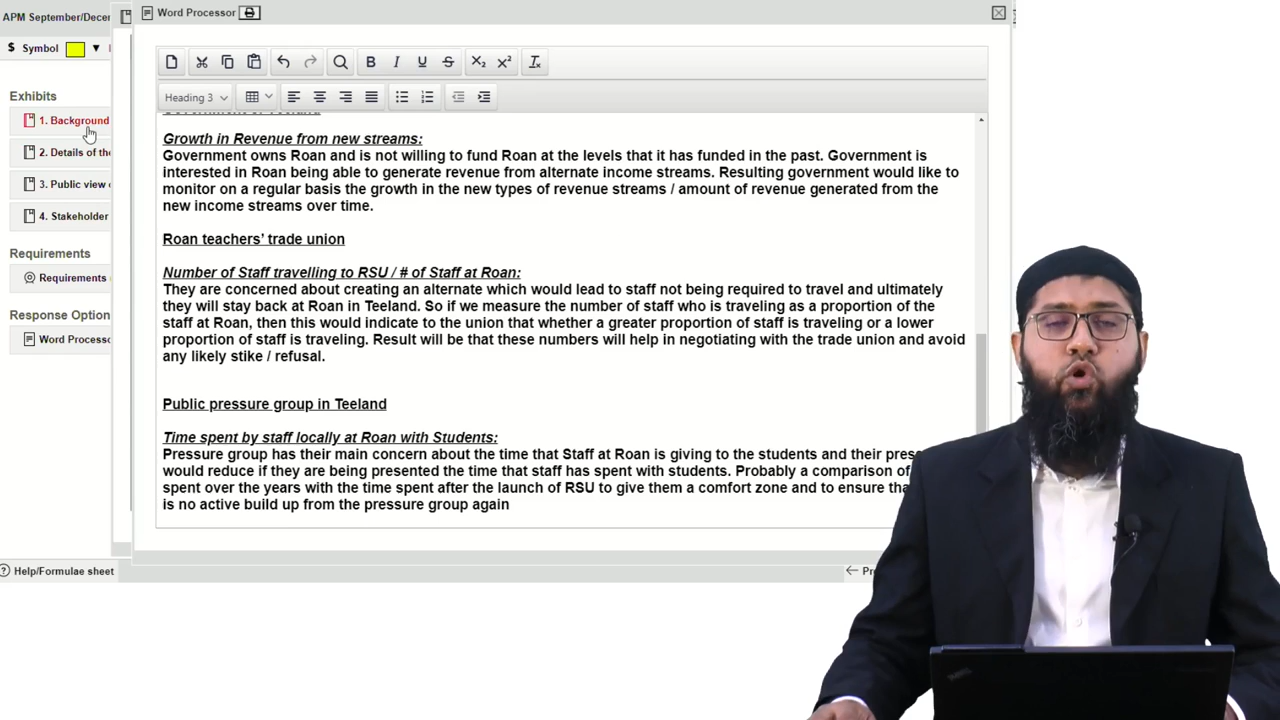 APM September/Decem
Word Processor
$ Symbol
Heading 3
Exhibits
1. Background
2. Details of the
3. Public view
4. Stakeholder
Requirements
Requirements
Response Option
Word Processo
Help/Formulae sheet
Growth in Revenue from new streams:
Government owns Roan and is not willing to fund Roan at the levels that it has funded in the past. Government is
interested in Roan being able to generate revenue from alternate income streams. Resulting government would like to
monitor on a regular basis the growth in the new types of revenue streams / amount of revenue generated from the
new income streams over time.
Roan teachers' trade union
Number of Staff travelling to RSU / # of Staff at Roan:
They are concerned about creating an alternate which would lead to staff not being required to travel and ultimately
they will stay back at Roan in Teeland. So if we measure the number of staff who is traveling as a proportion of the
staff at Roan, then this would indicate to the union that whether a greater proportion of staff is traveling or a lower
proportion of staff is traveling. Result will be that these numbers will help in negotiating with the trade union and avoid
any likely stike / refusal.
Public pressure group in Teeland
Time spent by staff locally at Roan with Students:
Pressure group has their main concern about the time that Staff at Roan is giving to the students and their pres
would reduce if they are being presented the time that staff has spent with students. Probably a comparison of
spent over the years with the time spent after the launch of RSU to give them a comfort zone and to ensure tha
is no active build up from the pressure group again